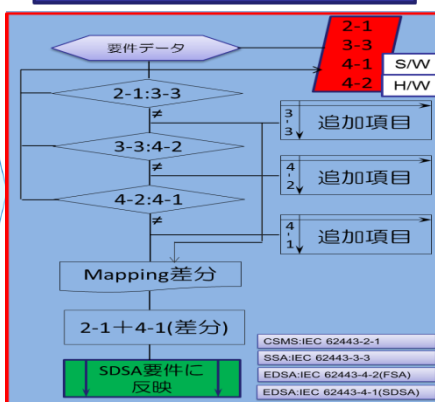 要件データ
2-1
3-3
4-1
4-2
S/W
H/W
2-1:3-3
≠
3-3
追加項目
3-3:4-2
≠
4-2
追加項目
4-2:4-1
≠
4-1
追加項目
Mapping差分
2-1+4-1(差分)
SDSA要件に
反映
CSMS:IEC 62443-2-1
SSA:IEC 62443-3-3
EDSA:IEC 62443-4-2(FSA)
EDSA:IEC 62443-4-1(SDSA)